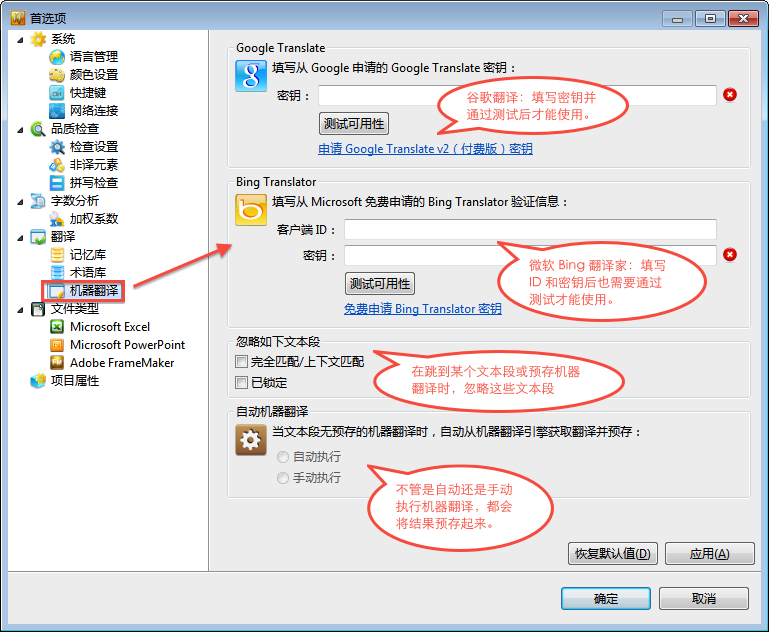 首选项
系统
语言管理
颜色设置
快捷键
网络连接
品质检查
检查设置
非译元素
拼写检查
字数分析
加权系数
翻译
记忆库
术语库
机器翻译
文件类型
Microsoft Excel
Microsoft PowerPoint
Adobe FrameMaker
项目属性
Google Translate
填写从 Google 申请的 Google Translate 密钥：
密钥：
谷歌翻译：填写密钥并
通过测试后才能使用。
测试可用性
申请 Google Translate v2（付费版）密钥
Bing Translator
填写从 Microsoft 免费申请的 Bing Translator 验证信息：
客户端 ID：
密钥：
测试可用性
免费申请 Bing Translator 密钥
微软 Bing 翻译家：填写
ID 和密钥后也需要通过
测试才能使用。
忽略如下文本段
完全匹配/上下文匹配
已锁定
在跳到某个文本段或预存机器
翻译时，忽略这些文本段
自动机器翻译
当文本段无预存的机器翻译时，自动从机器翻译引擎获取翻译并预存：
自动执行
手动执行
不管是自动还是手动
执行机器翻译，都会
将结果预存起来。
恢复默认值(D)
应用(A)
确定
取消